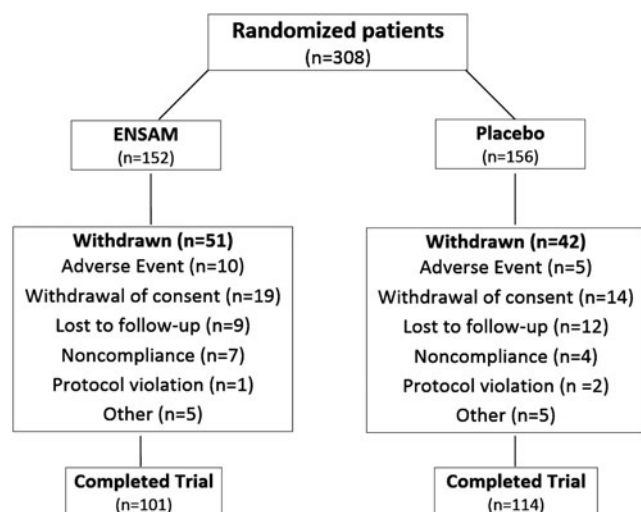 Randomized patients
(n=308)
ENSAM
(n=152)
Placebo
(n=156)
Withdrawn (n=51)
Adverse Event (n=10)
Withdrawal of consent (n=19)
Lost to follow-up (n=9)
Noncompliance (n=7)
Protocol violation (n=1)
Other (n=5)
Withdrawn (n=42)
Adverse Event (n=5)
Withdrawal of consent (n=14)
Lost to follow-up (n=12)
Noncompliance (n=4)
Protocol violation (n =2)
Other (n=5)
Completed Trial
(n=101)
Completed Trial
(n=114)